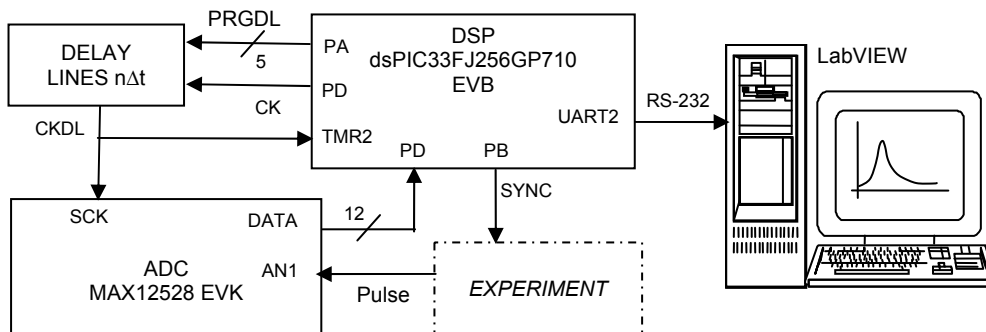 PRGDL
5
DELAY
LINES nΔt
CK
CKDL
PA
PD
TMR2
DSP
dsPIC33FJ256GP710
EVB
UART2
PD
PB
RS-232
LabVIEW
SYNC
SCK
DATA
12
AN1
ADC
MAX12528 EVK
Pulse
EXPERIMENT